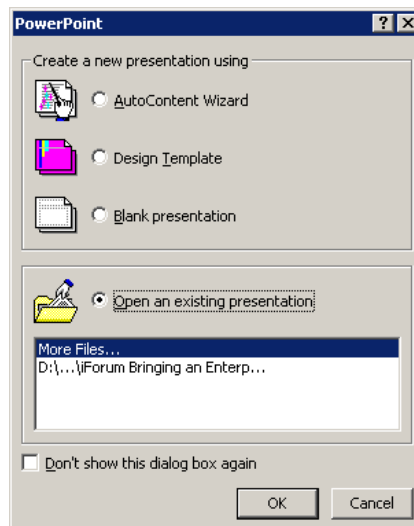 PowerPoint
Create a new presentation using
AutoContent Wizard
Design Template
Blank presentation
Open an existing presentation
More Files...
D:\...\iForum Bringing an Enterp...
Don't show this dialog box again
OK Cancel